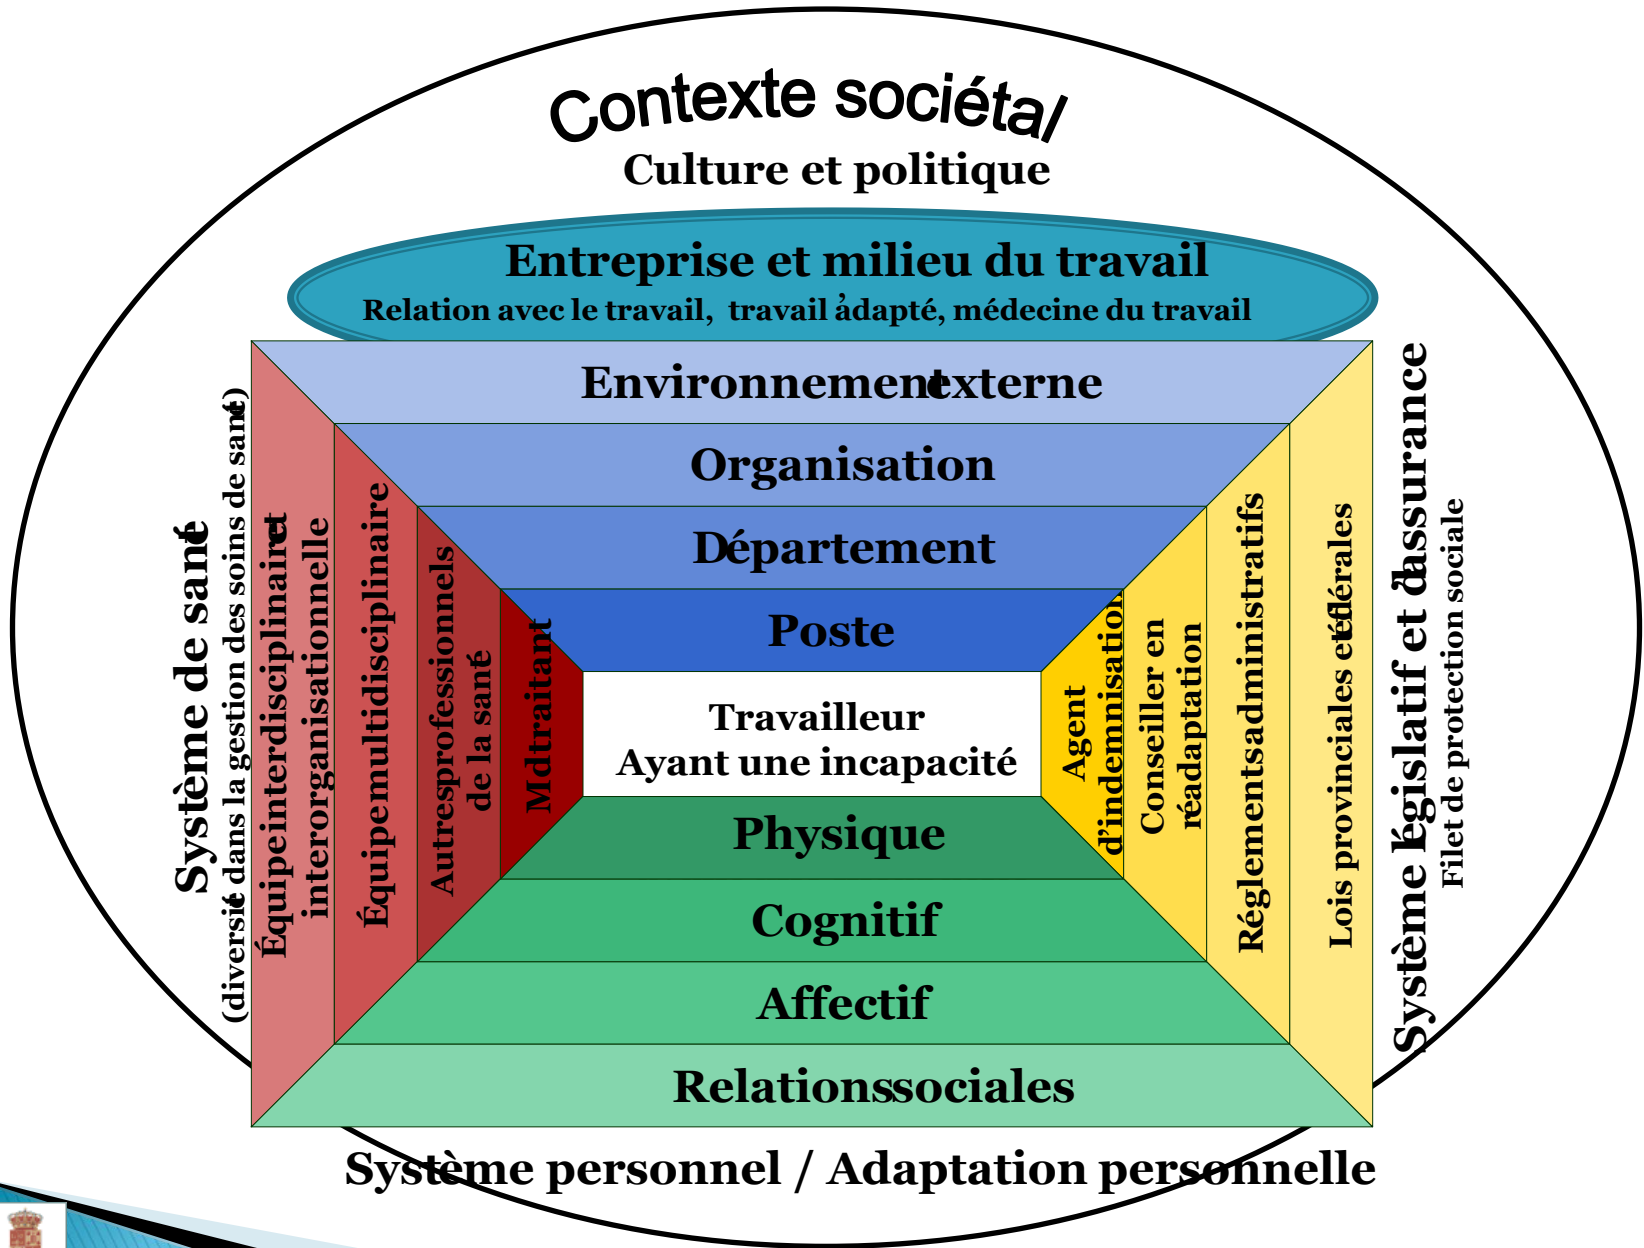 Contexte sociétal
Culture et politique
Entreprise et milieu du travail
Relation avec le travail, travail adapté, médecine du travail
Environnement externe
Organisation
Département
Poste
Travailleur
Ayant une incapacité
Physique
Cognitif
Affectif
Relations sociales
Système personnel / Adaptation personnelle
Système de santé
(diversité dans la gestion des soins de santé)
Équipe interdisciplinaire et
interorganisationnelle
Équipe multidisciplinaire
Autres professionnels
de la santé
Md traitant
Agent
d'indemnisation
Conseiller en
réadaptation
Réglements administratifs
Lois provinciales et fédérales
Système législatif et d'assurance
Filet de protection sociale